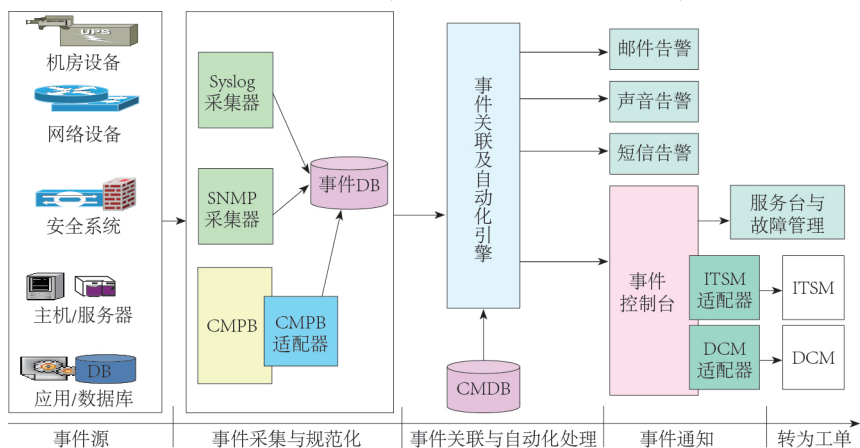 UPS
机房设备
网络设备
安全系统
主机/服务器
DB
应用/数据库
Syslog
采集器
SNMP
采集器
事件DB
CMPB
CMPB
适配器
事件关联及自动化引擎
CMDB
邮件告警
声音告警
短信告警
事件
控制台
服务台与
故障管理
ITSM
适配器
ITSM
DCM
适配器
DCM
事件源
事件采集与规范化
事件关联与自动化处理
事件通知
转为工单